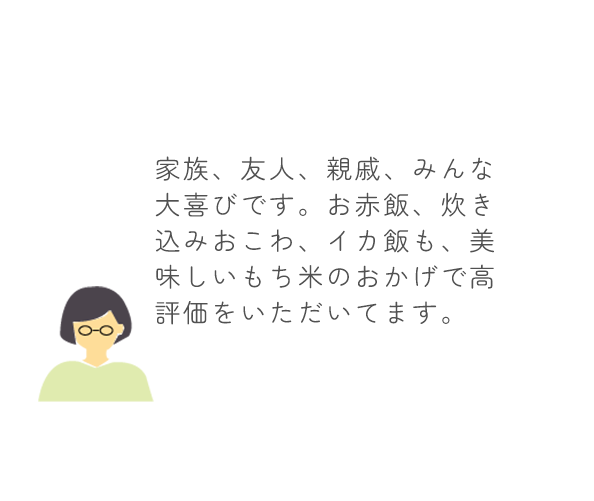 家族、友人、親戚、みんな
大喜びです。お赤飯、炊き
込みおこわ、イカ飯も、美
味しいもち米のおかげで高
評価をいただいてます。